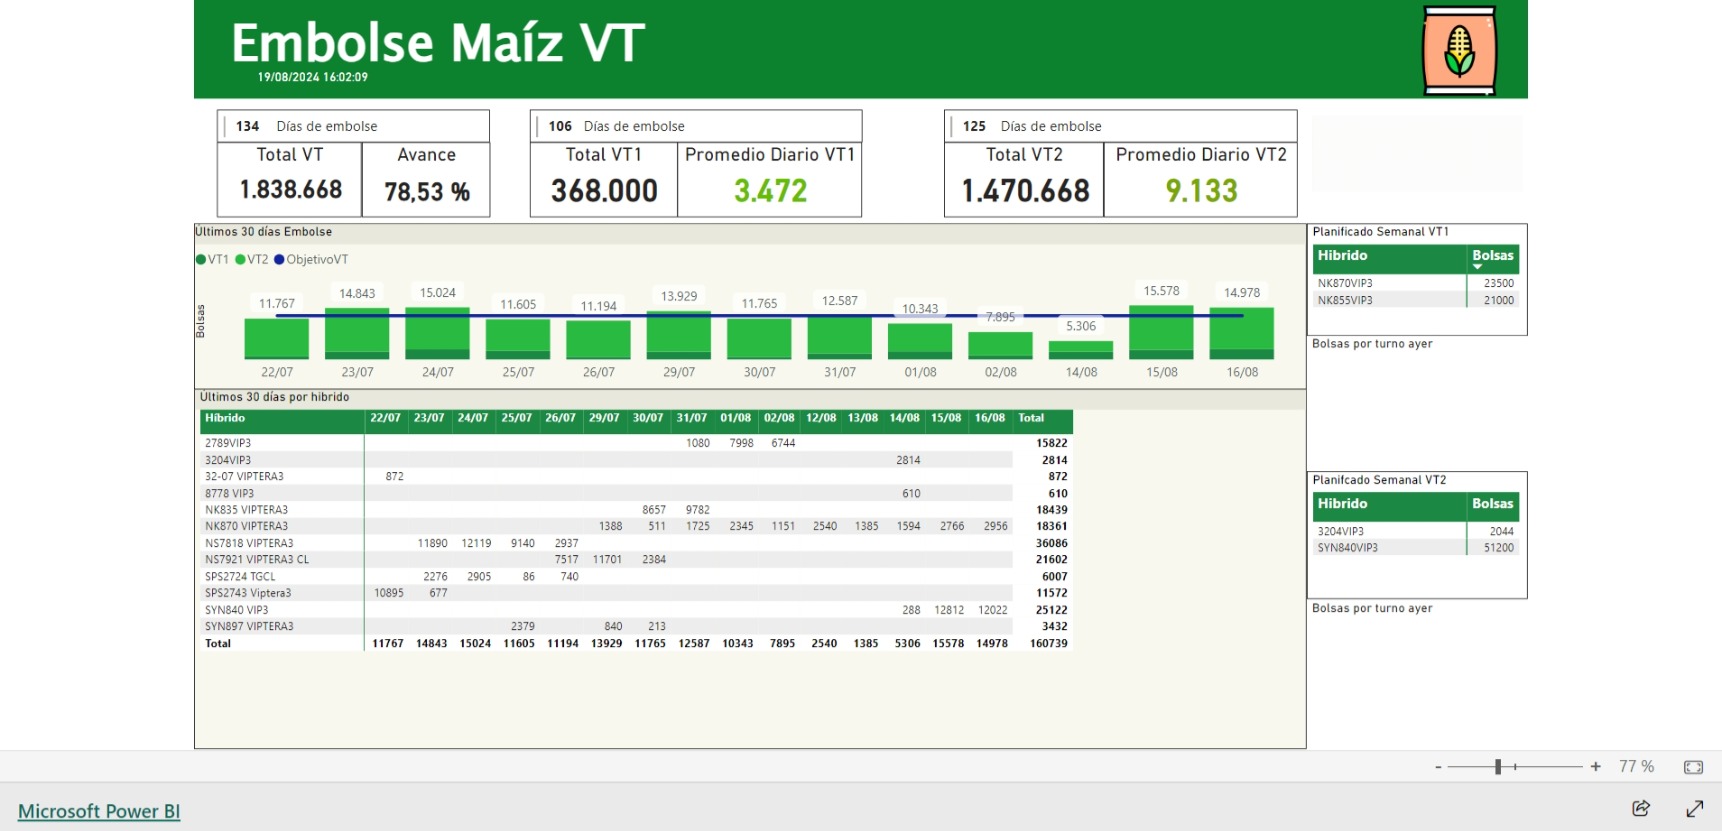 Embolse Maíz VT
19/08/2024 16:02:09
134 Días de embolse
Total VT Avance
1.838.668 78,53 %
106 Días de embolse
Total VT1 Promedio Diario VT1
368.000 3.472
125 Días de embolse
Total VT2 Promedio Diario VT2
1.470.668 9.133
Últimos 30 días Embolse
VT1 VT2 ObjetivoVT
Bolsas
11.767 14.843 15.024 11.605 11.194 13.929 11.765 12.587 10.343 7.895 5.306 15.578 14.978
22/07 23/07 24/07 25/07 26/07 29/07 30/07 31/07 01/08 02/08 14/08 15/08 16/08
Últimos 30 días por hibrido
Híbrido 22/07 23/07 24/07 25/07 26/07 29/07 30/07 31/07 01/08 02/08 12/08 13/08 14/08 15/08 16/08 Total
2789VIP3 1080 7998 6744 15822
3204VIP3 2814 2814
32-07 VIPTERA3 872 872
8778 VIP3 610 610
NK835 VIPTERA3 8657 9782 18439
NK870 VIPTERA3 1388 511 1725 2345 1151 2540 1385 1594 2766 2956 18361
NS7818 VIPTERA3 11890 12119 9140 2937 36086
NS7921 VIPTERA3 CL 7517 11701 2384 21602
SPS2724 TGCL 2276 2905 86 740 6007
SPS2743 Viptera3 10895 677 11572
SYN840 VIP3 288 12812 12022 25122
SYN897 VIPTERA3 2379 840 213 3432
Total 11767 14843 15024 11605 11194 13929 11765 12587 10343 7895 2540 1385 5306 15578 14978 160739
Planificado Semanal VT1
Hibrido Bolsas
NK870VIP3 23500
NK855VIP3 21000
Bolsas por turno ayer
Planifcado Semanal VT2
Hibrido Bolsas
3204VIP3 2044
SYN840VIP3 51200
Bolsas por turno ayer
- + 77 %
Microsoft Power BI